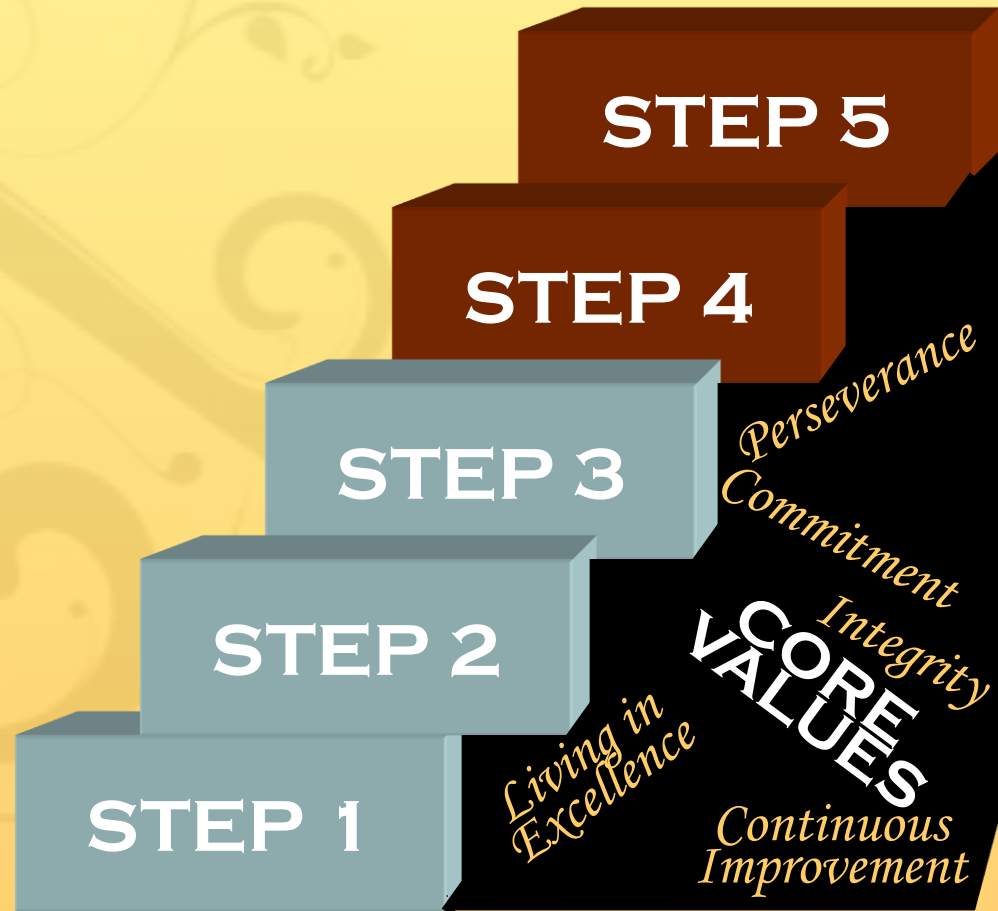 STEP 5
STEP 4
STEP 3
STEP 2
STEP 1
Perseverance
Commitment
Integrity
CORE
VALUES
Living in
Excellence
Continuous
Improvement